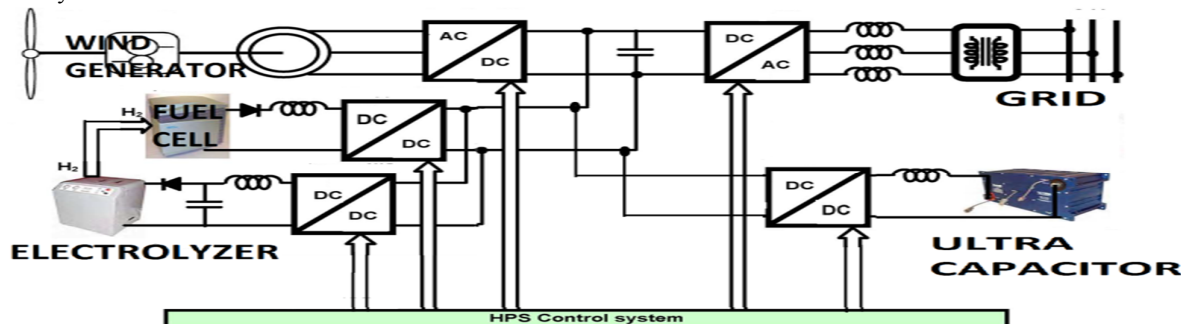 WIND
GENERATOR
AC
DC
DC
AC
GRID
H2
FUEL
CELL
DC
DC
H2
ELECTROLYZER
DC
DC
DC
DC
ULTRA
CAPACITOR
HPS Control system